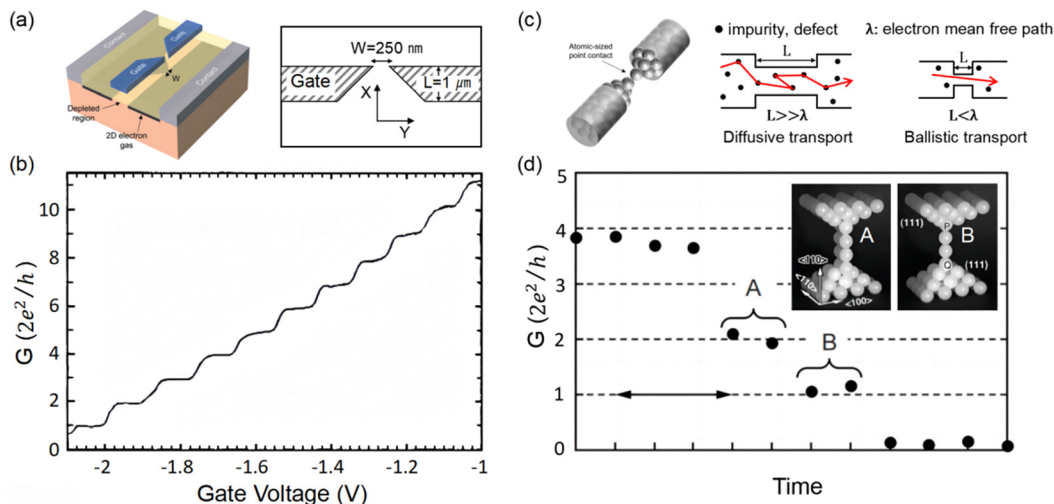 (a)
Contact
Gate
Gate
W
Contact
Depleted
region
2D electron
gas
W=250 nm
Gate
L=1 μm
X
Y
(b)
G (2e²/h)
10
8
6
4
2
0
-2
-1.8
-1.6
-1.4
-1.2
-1
Gate Voltage (V)
(c)
Atomic-sized
point contact
impurity, defect
λ: electron mean free path
L
L>>λ
Diffusive transport
L
L<λ
Ballistic transport
(d)
G (2e²/h)
5
4
3
2
1
0
A
B
A
<110>
<110>
<100>
(111)
P
B
Q
(111)
Time